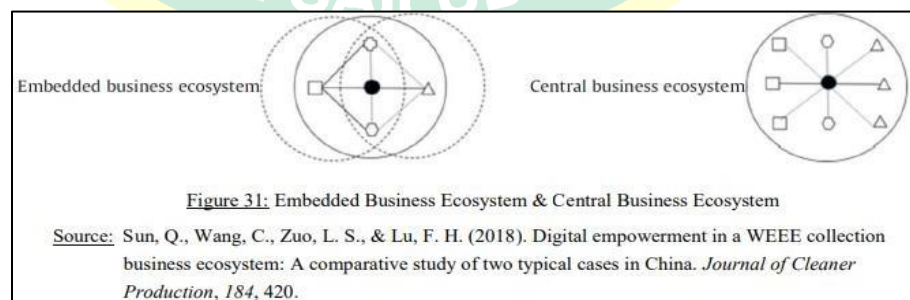 Embedded business ecosystem
Central business ecosystem
Figure 31: Embedded Business Ecosystem & Central Business Ecosystem
Source: Sun, Q., Wang, C., Zuo, L. S., & Lu, F. H. (2018). Digital empowerment in a WEEE collection
business ecosystem: A comparative study of two typical cases in China. Journal of Cleaner
Production, 184, 420.